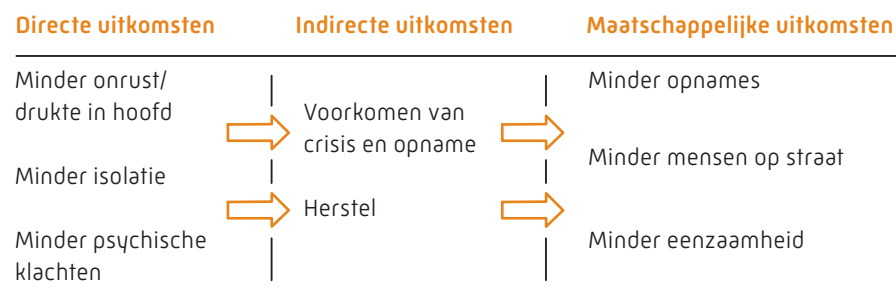 Directe uitkomsten
Indirecte uitkomsten
Maatschappelijke uitkomsten
Minder onrust/
drukte in hoofd
Minder isolatie
Minder psychische
klachten
Voorkomen van
crisis en opname
Herstel
Minder opnames
Minder mensen op straat
Minder eenzaamheid